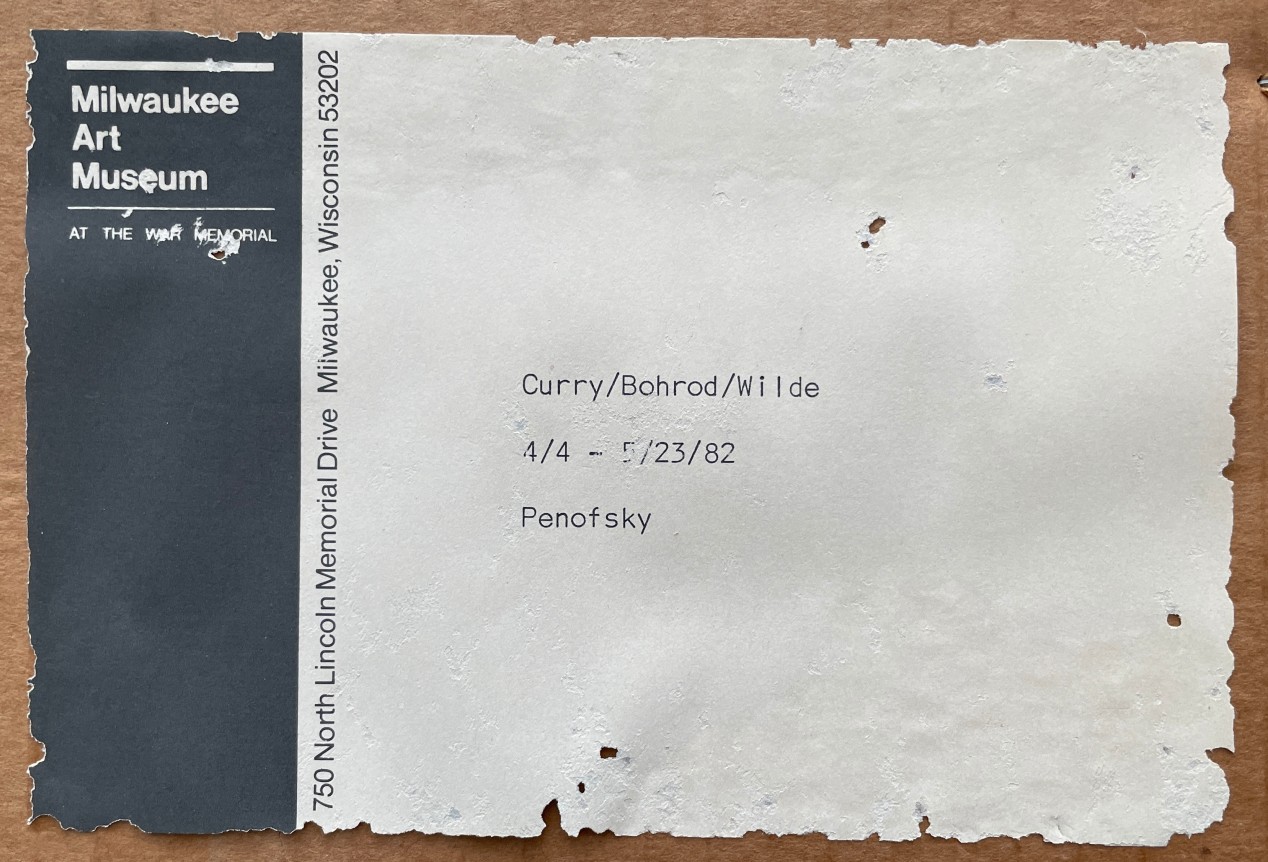 Milwaukee
Art
Museum
AT THE WAR MEMORIAL
750 North Lincoln Memorial Drive Milwaukee, Wisconsin 53202
Curry/Bohrod/Wilde
4/4 - 5/23/82
Penofsky